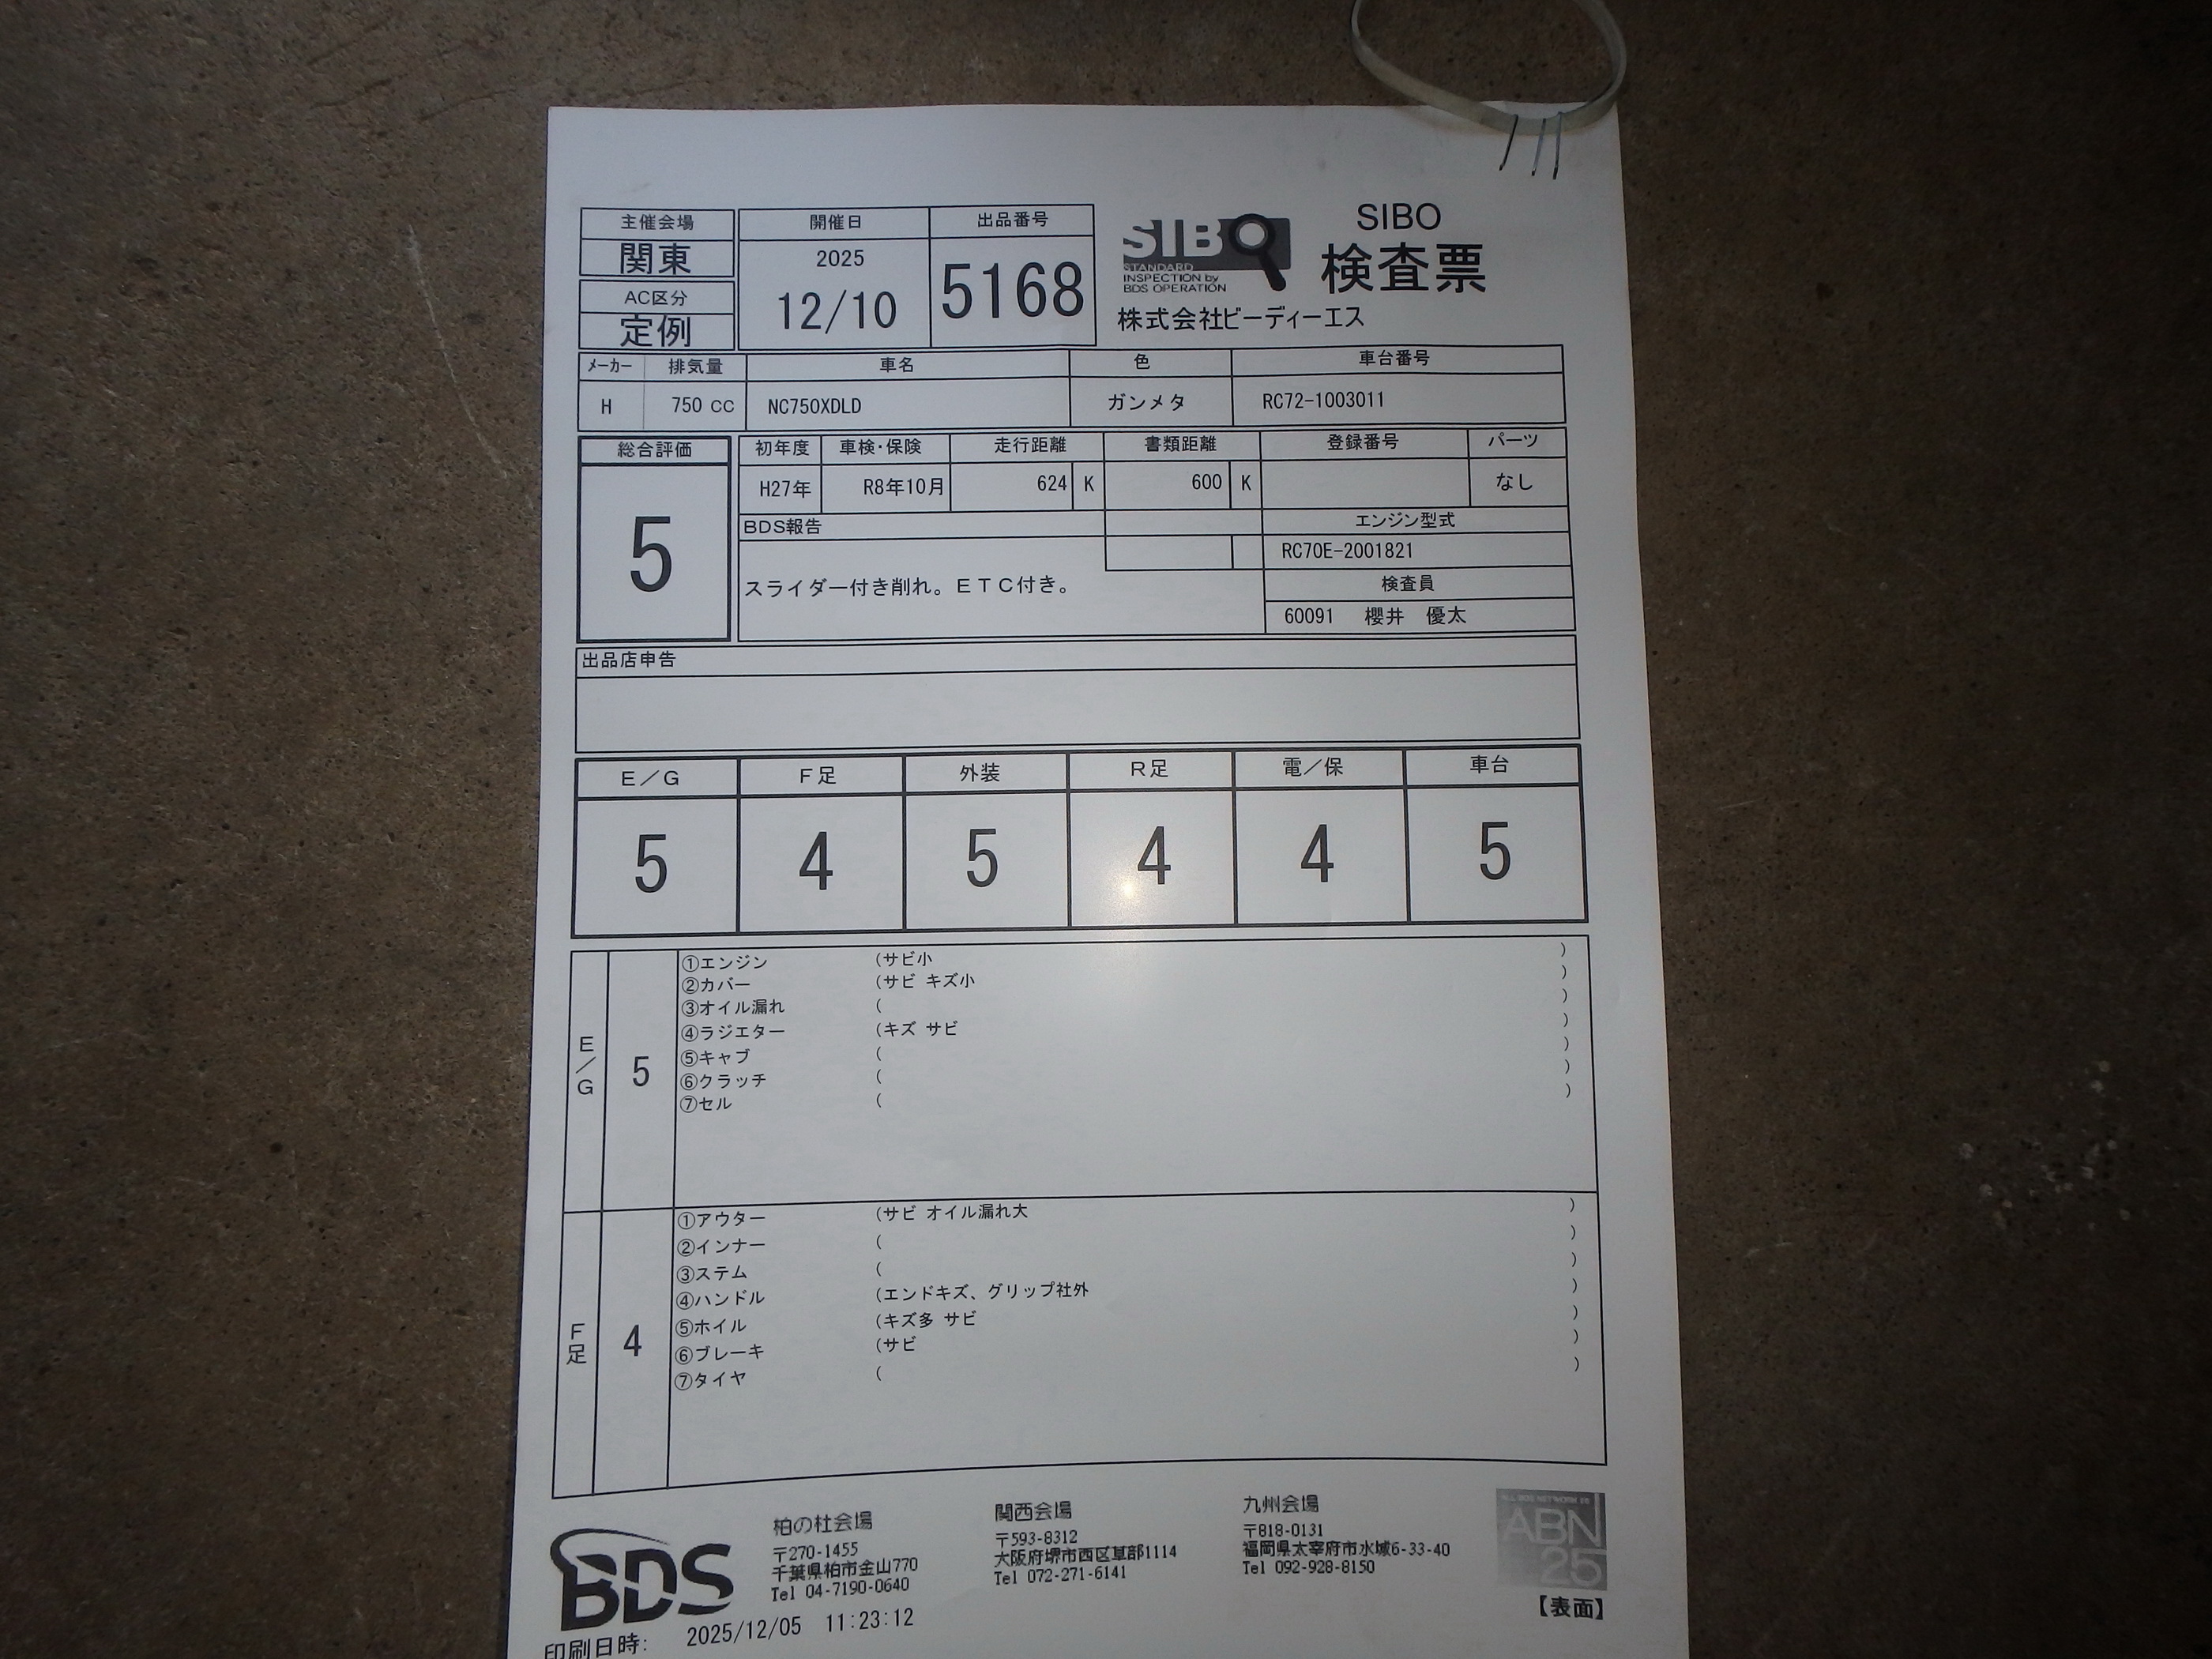 主催会場 開催日 出品番号
関東 2025 12/10 5168
AC区分
定例
SIBO
STANDARD
INSPECTION by
BDS OPERATION
SIBO
検査票
株式会社ビーディーエス
メーカー 排気量 車名 色 車台番号
H 750 CC NC750XDLD ガンメタ RC72-1003011
総合評価 初年度 車検・保険 走行距離 書類距離 登録番号 パーツ
5 H27年 R8年10月 624 K 600 K なし
BDS報告 エンジン型式
RC70E-2001821
スライダー付き削れ。ETC付き。 検査員
60091 櫻井 優太
出品店申告
E/G F足 外装 R足 電/保 車台
5 4 5 4 4 5
E/G 5
①エンジン (サビ小 )
②カバー (サビ キズ小 )
③オイル漏れ ( )
④ラジエター (キズ サビ )
⑤キャブ ( )
⑥クラッチ ( )
⑦セル ( )
F足 4
①アウター (サビ オイル漏れ大 )
②インナー ( )
③ステム ( )
④ハンドル (エンドキズ、グリップ社外 )
⑤ホイル (キズ多 サビ )
⑥ブレーキ (サビ )
⑦タイヤ ( )
BDS
柏の杜会場
〒270-1455
千葉県柏市金山770
Tel 04-7190-0640
関西会場
〒593-8312
大阪府堺市西区草部1114
Tel 072-271-6141
九州会場
〒818-0131
福岡県太宰府市水城6-33-40
Tel 092-928-8150
ALL BDS NETWORK 25
ABN
25
【表面】
印刷日時: 2025/12/05 11:23:12